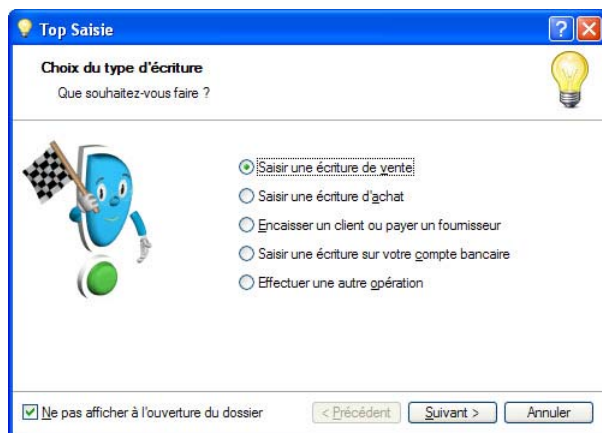 Top Saisie
Choix du type d'écriture
Que souhaitez-vous faire ?
Saisir une écriture de vente
Saisir une écriture d'achat
Encaisser un client ou payer un fournisseur
Saisir une écriture sur votre compte bancaire
Effectuer une autre opération
Ne pas afficher à l'ouverture du dossier
< Précédent
Suivant >
Annuler